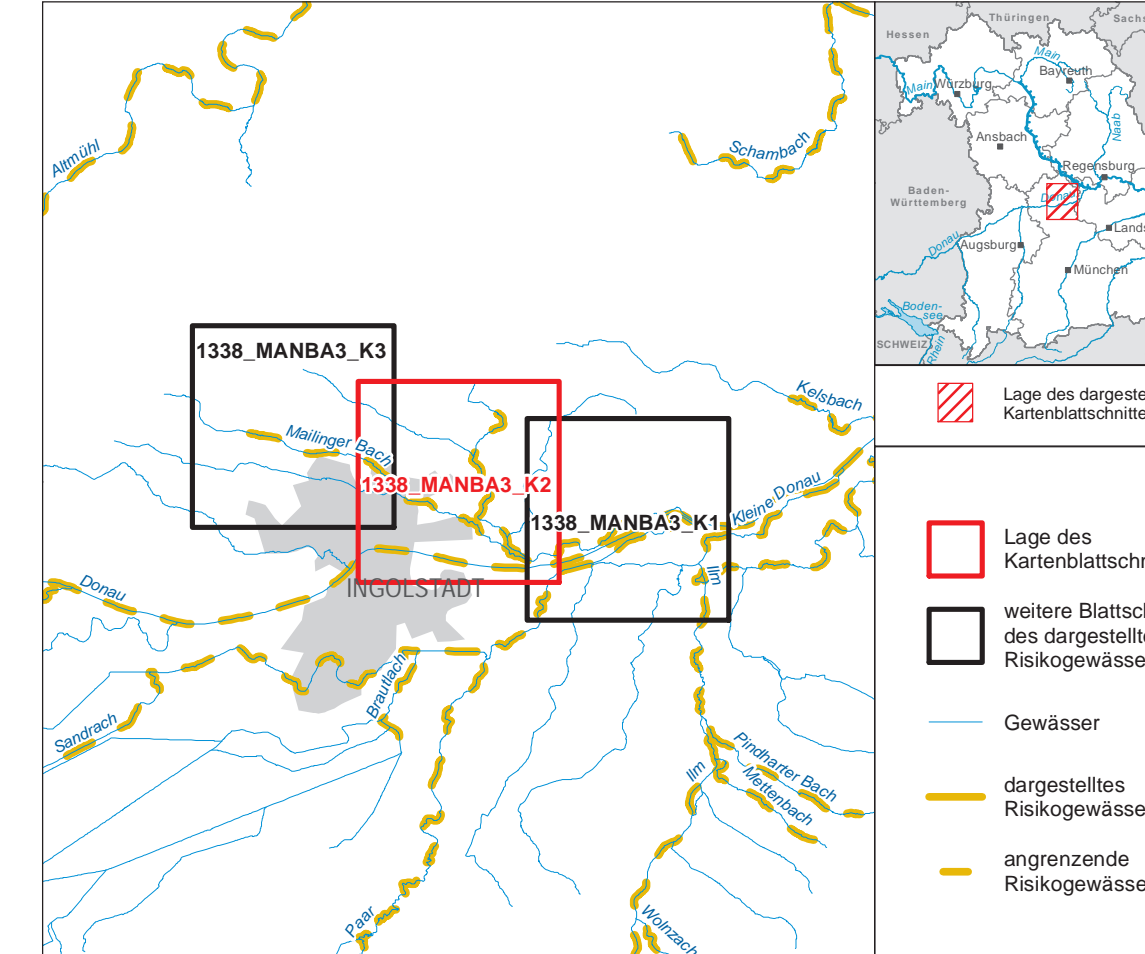 Altmühl
Schambach
1338_MANBA3_K3
Mailinger Bach
1338_MANBA3_K2
1338_MANBA3_K1
Kelsbach
Kleine Donau
Ilm
INGOLSTADT
Donau
Brautlach
Sandrach
Pindharter Bach
Mettenbach
Ilm
Paar
Wolnzach
Thüringen
Sachs
Hessen
Main
Bayreuth
Main
Würzburg
Naab
Ansbach
Regensburg
Baden-
Württemberg
Donau
Lands
Donau
Augsburg
München
Boden-
see
SCHWEIZ
Rhein
Lage des dargeste
Kartenblattschnitte
Lage des
Kartenblattschn
weitere Blattsch
des dargestellte
Risikogewässe
Gewässer
dargestelltes
Risikogewässe
angrenzende
Risikogewässe